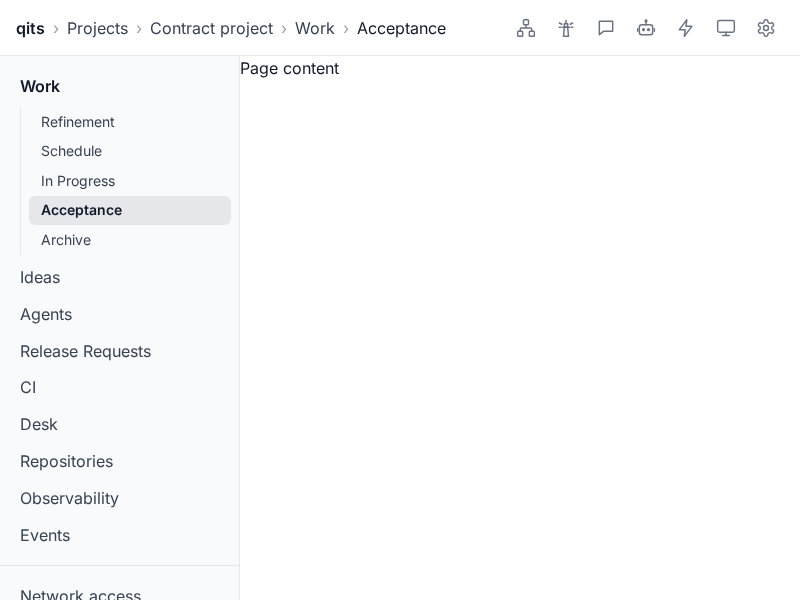 qits › Projects › Contract project › Work › Acceptance
Work
Refinement
Schedule
In Progress
Acceptance
Archive
Ideas
Agents
Release Requests
CI
Desk
Repositories
Observability
Events
Network access
Page content